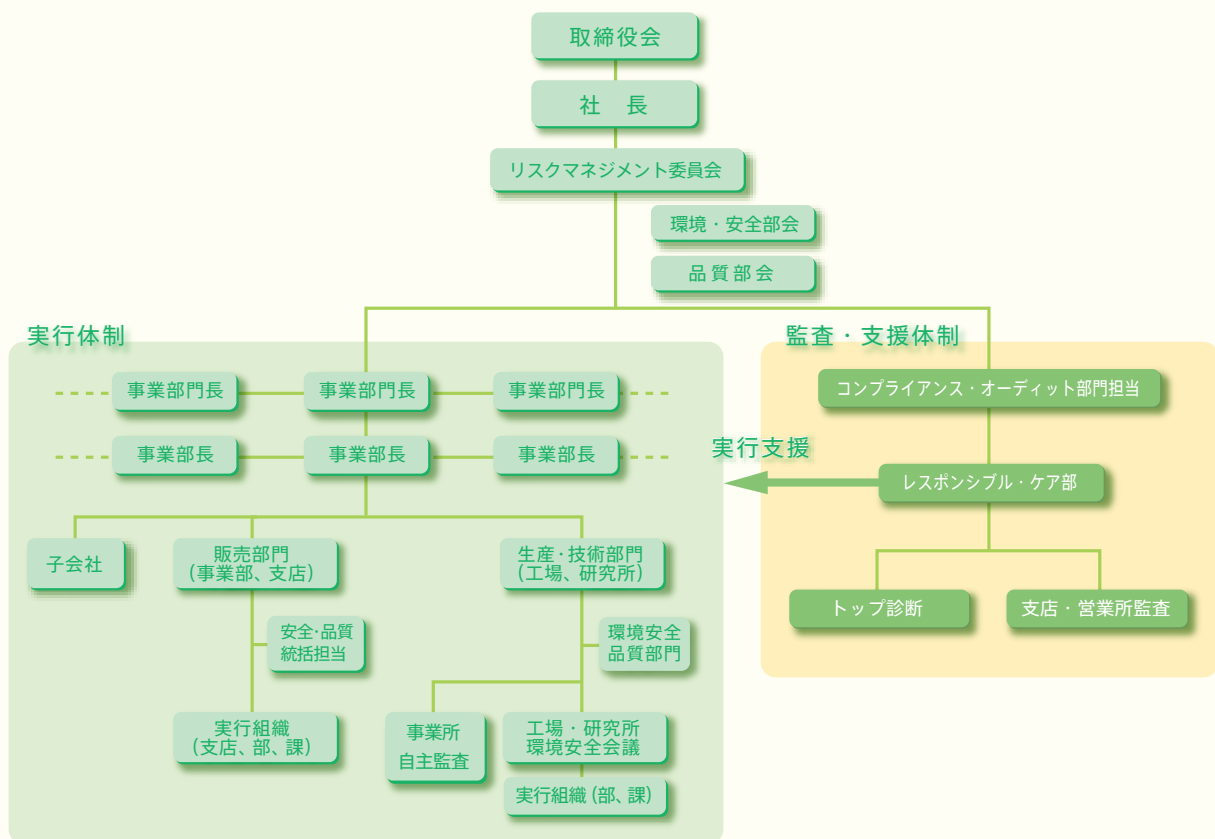 取締役会
社　長
リスクマネジメント委員会
環境・安全部会
品質部会
実行体制
事業部門長
事業部門長
事業部門長
事業部長
事業部長
事業部長
子会社
販売部門
(事業部、支店)
生産・技術部門
(工場、研究所)
安全・品質
統括担当
環境安全
品質部門
実行組織
(支店、部、課)
事業所
自主監査
工場・研究所
環境安全会議
実行組織(部、課)
実行支援
監査・支援体制
コンプライアンス・オーディット部門担当
レスポンシブル・ケア部
トップ診断
支店・営業所監査